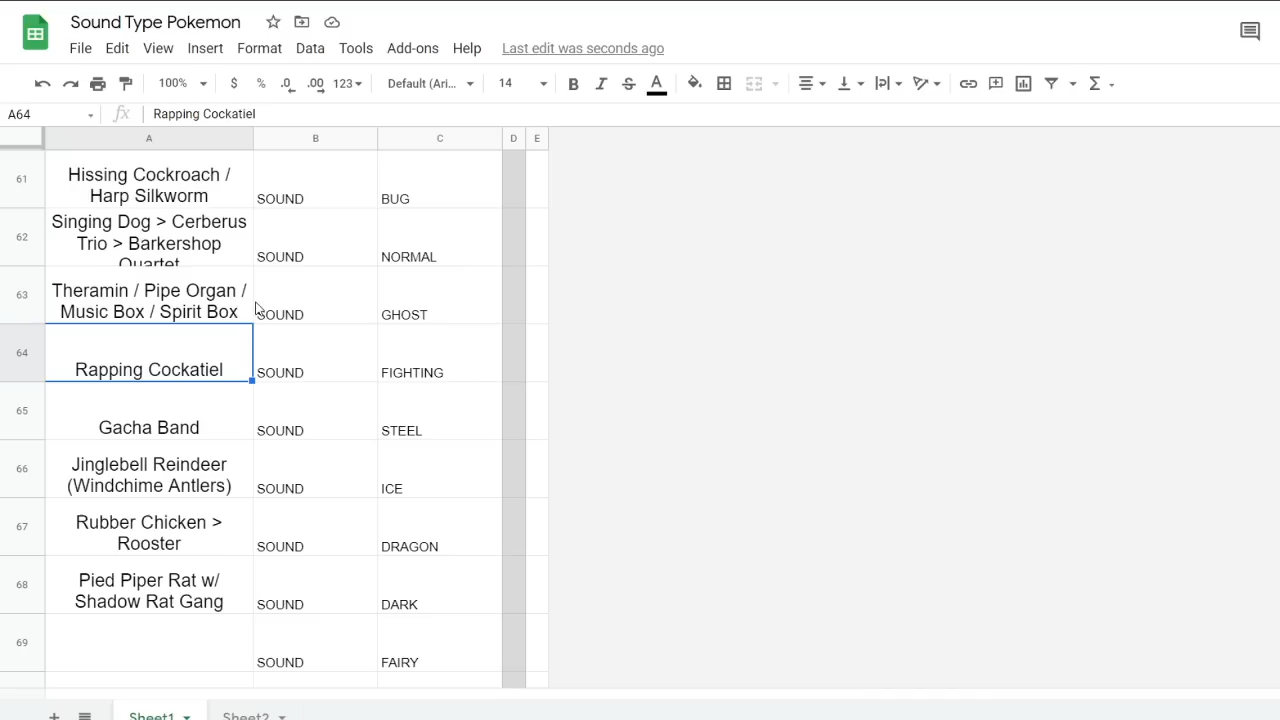 Sound Type Pokemon
File Edit View Insert Format Data Tools Add-ons Help Last edit was seconds ago
100% $ % .0 .00 123 Default (Ari... 14 B I S A Σ
A64 fx Rapping Cockatiel
A B C D E
61 Hissing Cockroach / Harp Silkworm SOUND BUG
62 Singing Dog > Cerberus Trio > Barkershop Quartet SOUND NORMAL
63 Theramin / Pipe Organ / Music Box / Spirit Box SOUND GHOST
64 Rapping Cockatiel SOUND FIGHTING
65 Gacha Band SOUND STEEL
66 Jinglebell Reindeer (Windchime Antlers) SOUND ICE
67 Rubber Chicken > Rooster SOUND DRAGON
68 Pied Piper Rat w/ Shadow Rat Gang SOUND DARK
69 SOUND FAIRY
+ Sheet1 Sheet2